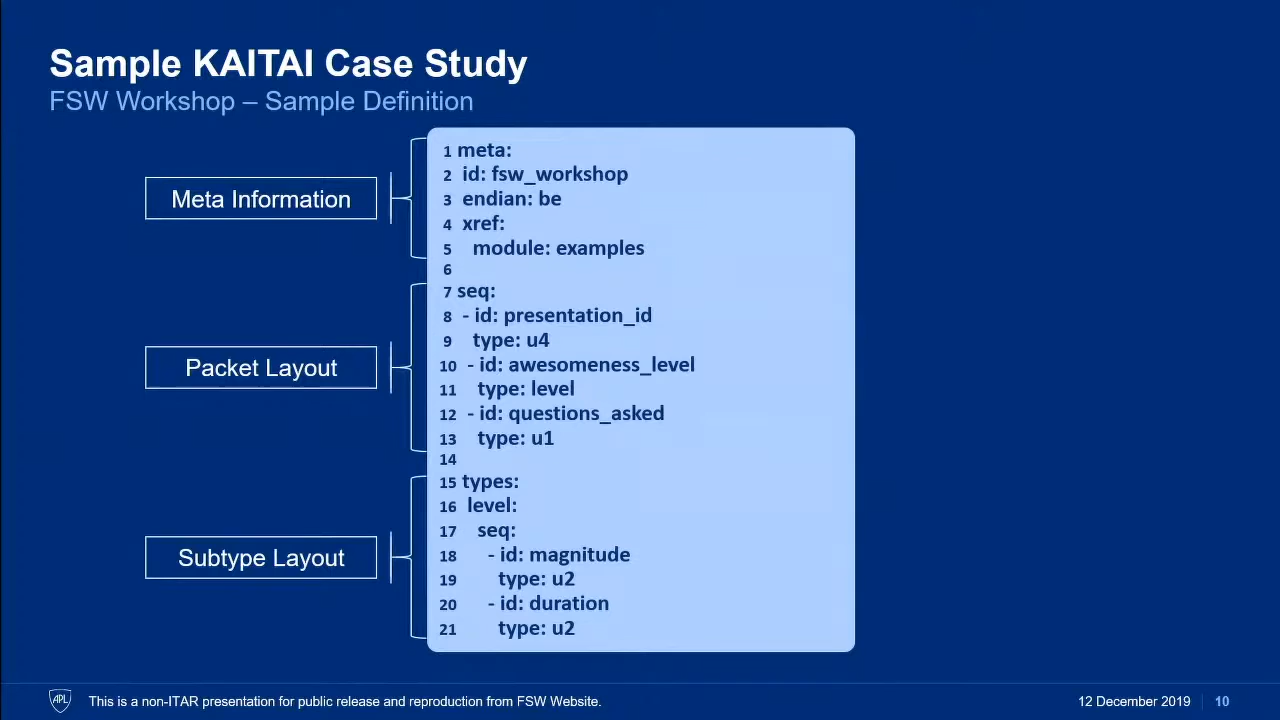 Sample KAITAI Case Study
FSW Workshop – Sample Definition
Meta Information
1 meta:
2 id: fsw_workshop
3 endian: be
4 xref:
5 module: examples
6
Packet Layout
7 seq:
8 - id: presentation_id
9 type: u4
10 - id: awesomeness_level
11 type: level
12 - id: questions_asked
13 type: u1
14
Subtype Layout
15 types:
16 level:
17 seq:
18 - id: magnitude
19 type: u2
20 - id: duration
21 type: u2
APL This is a non-ITAR presentation for public release and reproduction from FSW Website.
12 December 2019 10